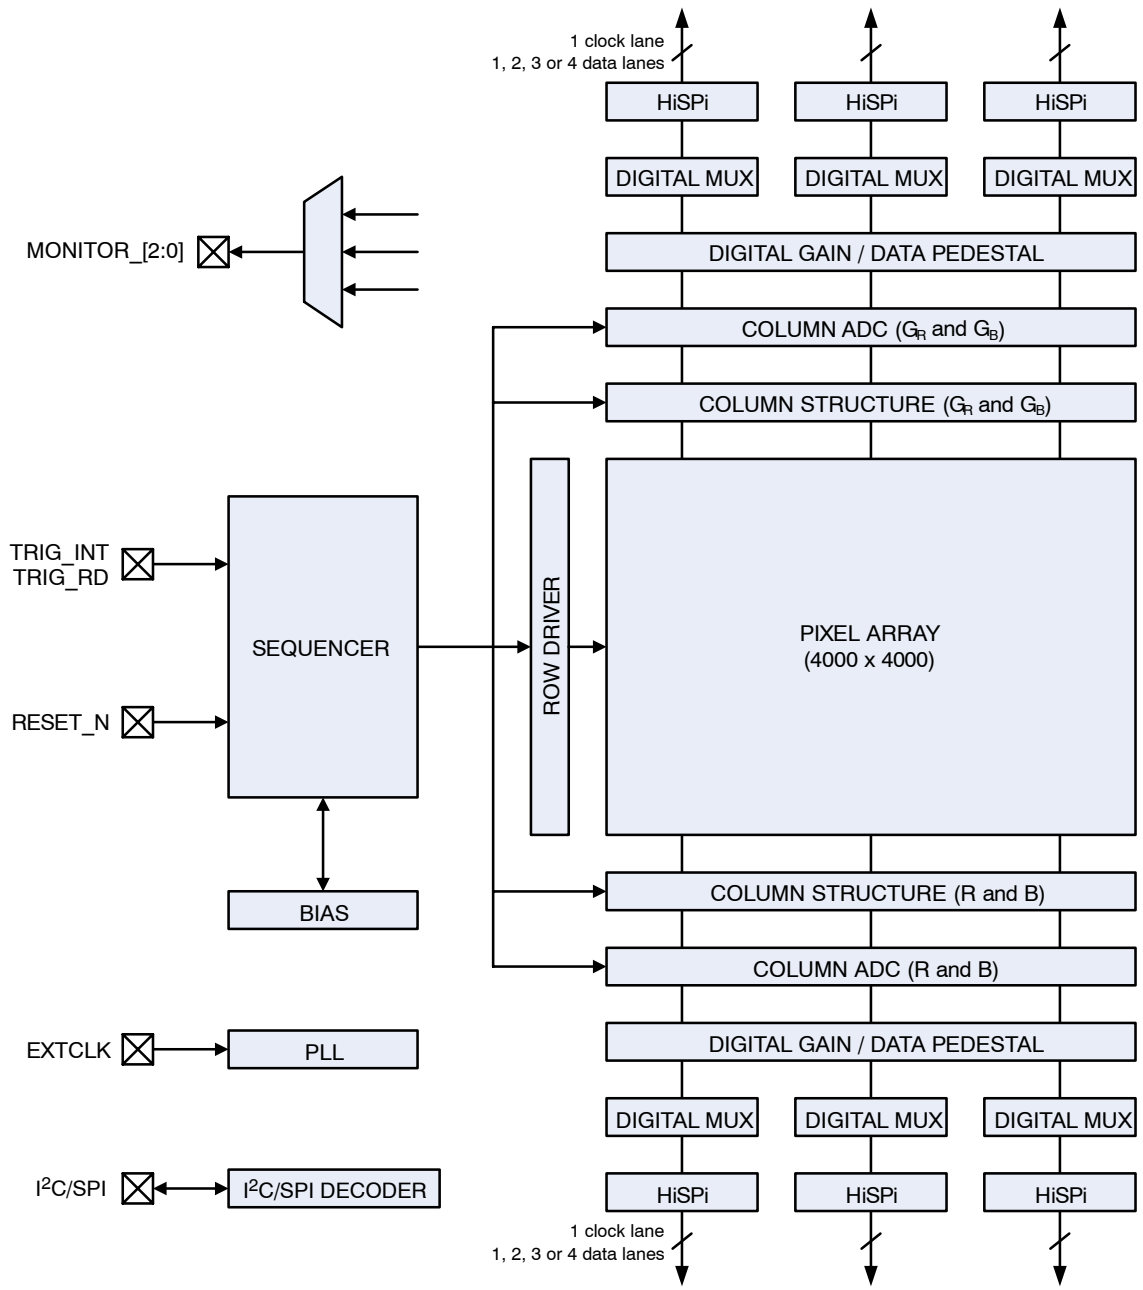 1 clock lane
1, 2, 3 or 4 data lanes
HiSPi HiSPi HiSPi
DIGITAL MUX DIGITAL MUX DIGITAL MUX
MONITOR_[2:0]
DIGITAL GAIN / DATA PEDESTAL
COLUMN ADC (GR and GB)
COLUMN STRUCTURE (GR and GB)
TRIG_INT
TRIG_RD
SEQUENCER
ROW DRIVER
PIXEL ARRAY
(4000 x 4000)
RESET_N
COLUMN STRUCTURE (R and B)
BIAS
COLUMN ADC (R and B)
EXTCLK
PLL
DIGITAL GAIN / DATA PEDESTAL
DIGITAL MUX DIGITAL MUX DIGITAL MUX
I²C/SPI
I²C/SPI DECODER
HiSPi HiSPi HiSPi
1 clock lane
1, 2, 3 or 4 data lanes